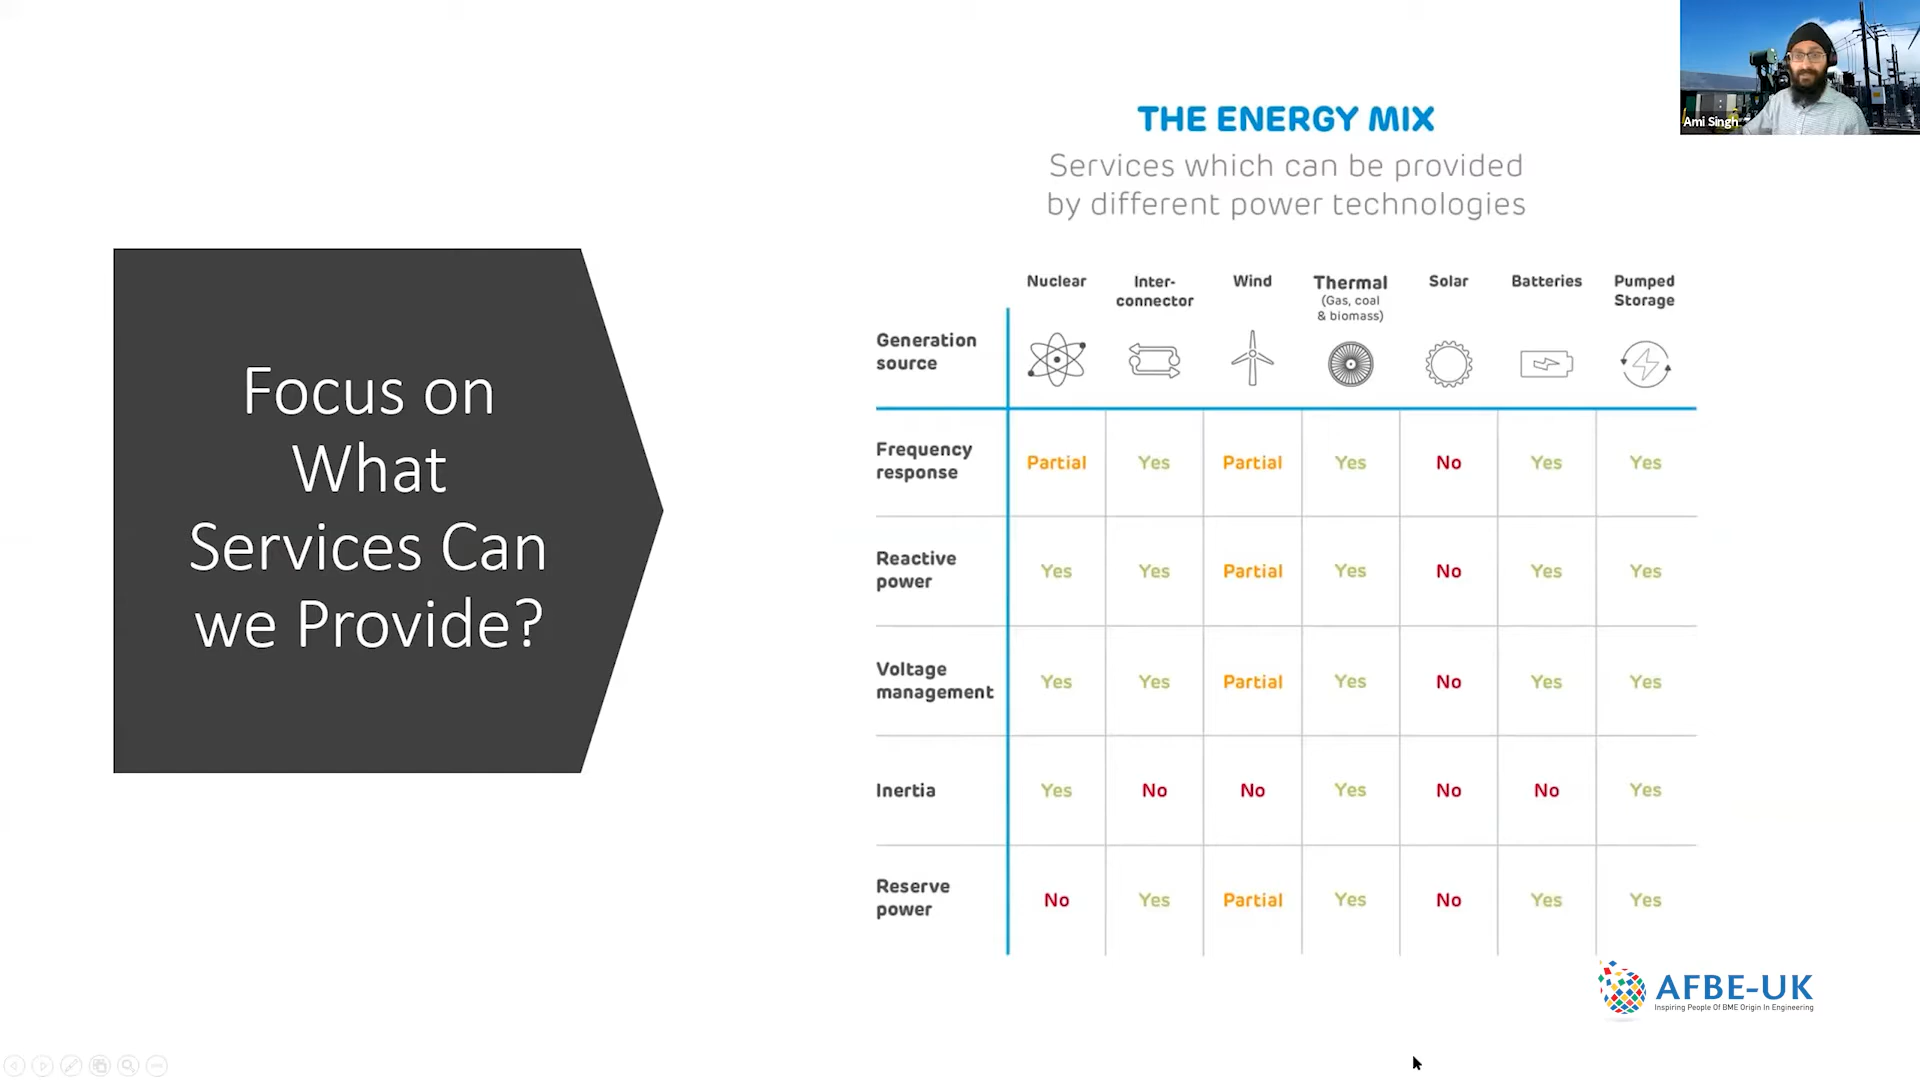 Ami Singh
THE ENERGY MIX
Services which can be provided
by different power technologies
Focus on
What
Services Can
we Provide?
Nuclear Inter- Wind Thermal Solar Batteries Pumped
connector (Gas, coal Storage
& biomass)
Generation
source
Frequency
response Partial Yes Partial Yes No Yes Yes
Reactive
power Yes Yes Partial Yes No Yes Yes
Voltage
management Yes Yes Partial Yes No Yes Yes
Inertia Yes No No Yes No No Yes
Reserve
power No Yes Partial Yes No Yes Yes
AFBE-UK
Inspiring People Of BME Origin In Engineering